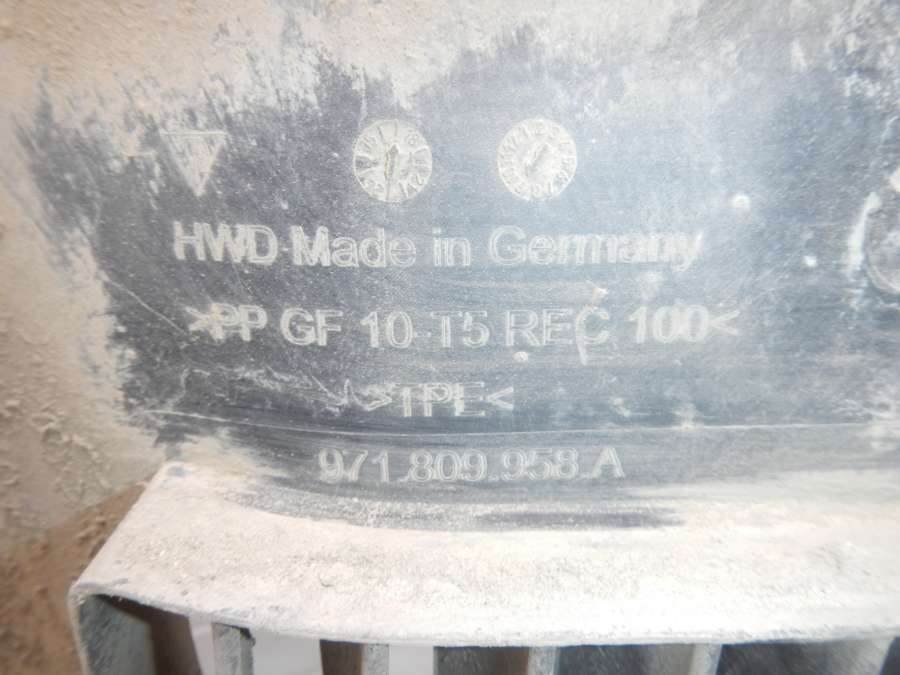 HWD Made in Germany
>PP GF 10-T5 REC 100<
>TPE<
971.809.958.A